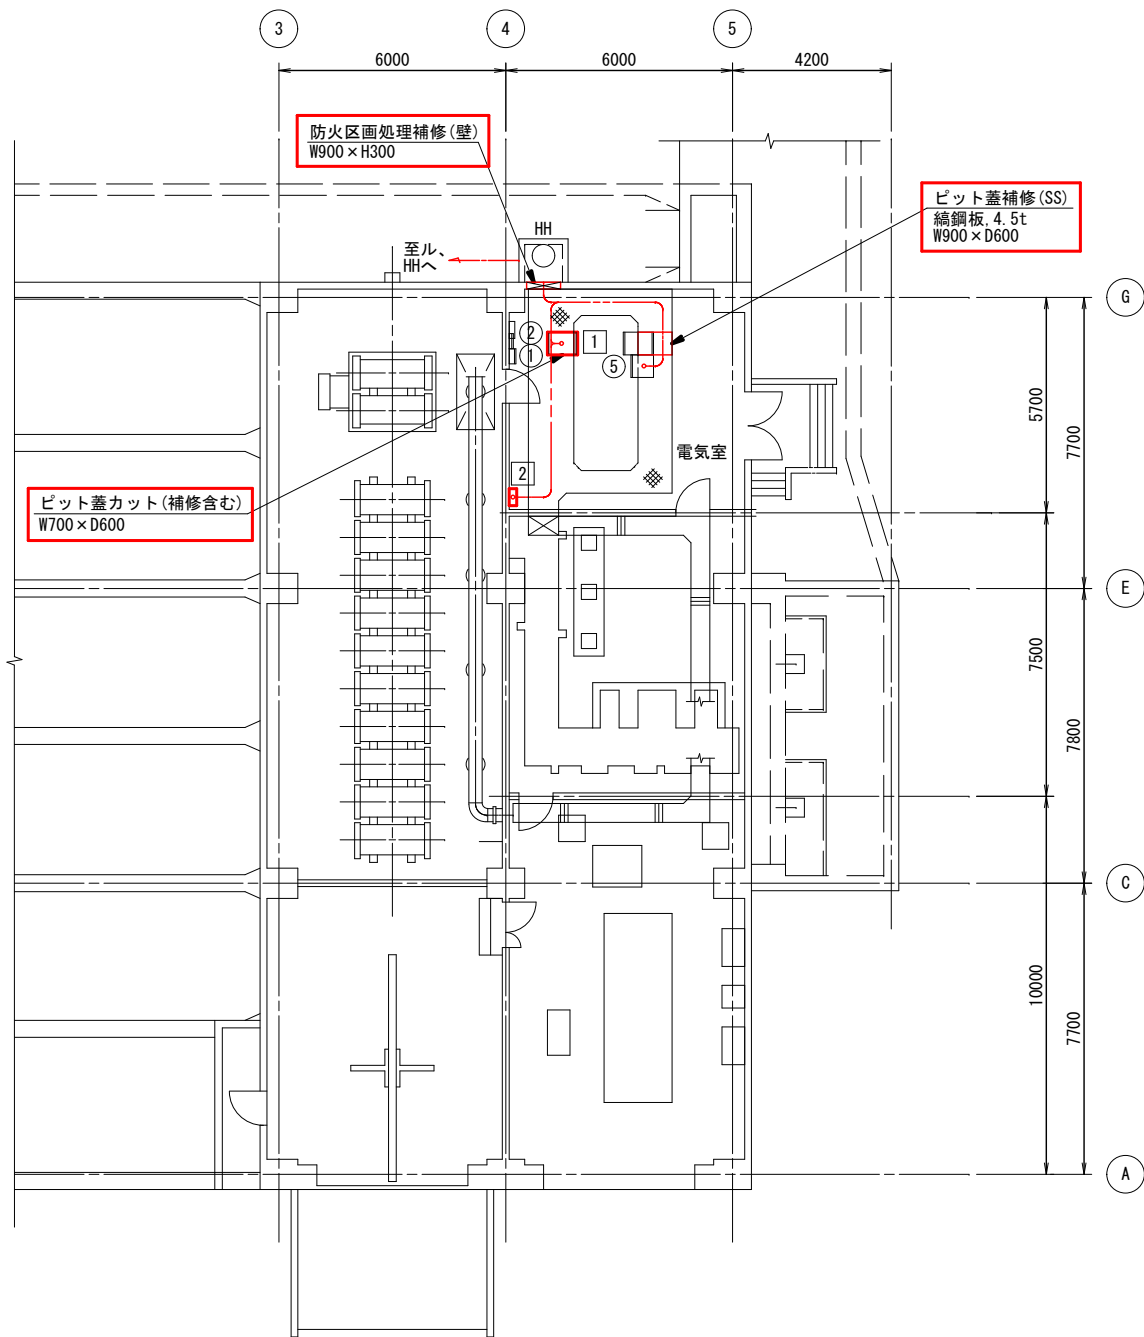 3
4
5
6000
6000
4200
防火区画処理補修(壁)
W900×H300
ピット蓋補修(SS)
縞鋼板,4.5t
W900×D600
HH
至ル、
HHへ
G
2
1
1
5
5700
7700
電気室
2
ピット蓋カット(補修含む)
W700×D600
E
7500
7800
C
10000
7700
A